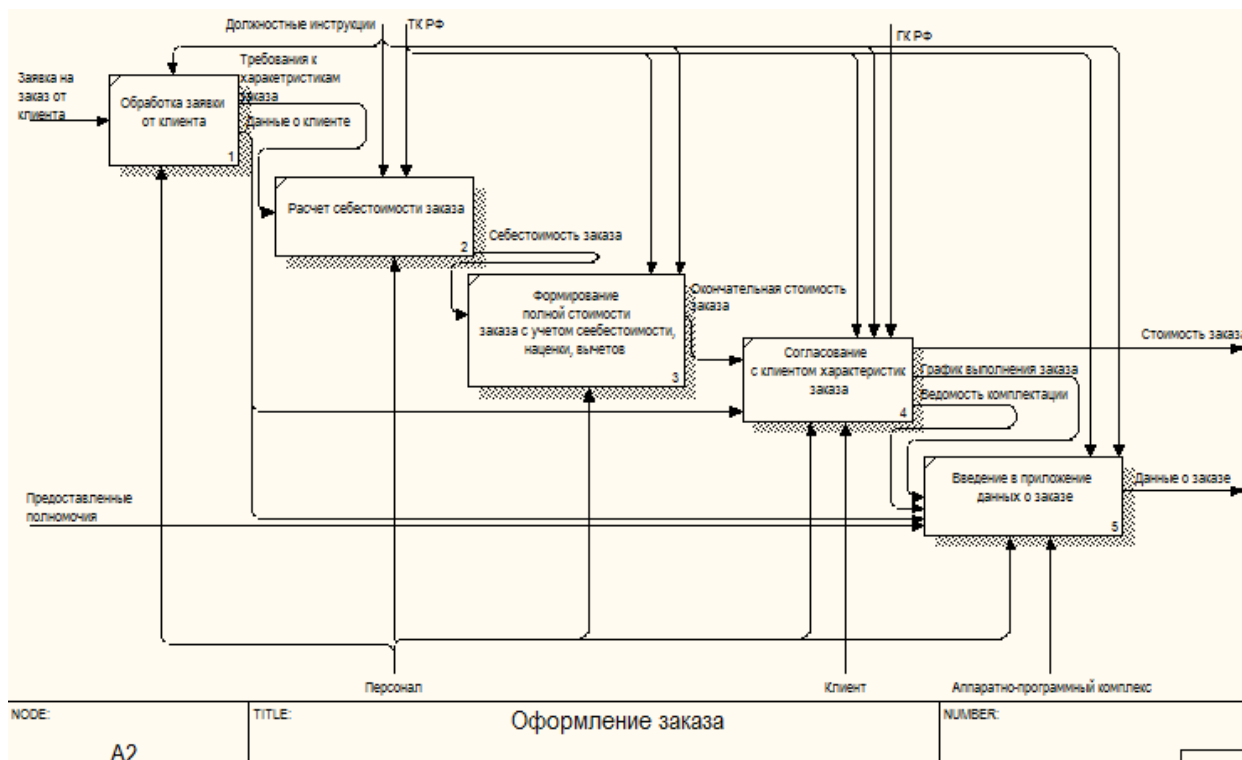 Должностные инструкции
ТК РФ
ГК РФ
Заявка на
заказ от
клиента
Требования к
характристикам
заказа
Обработка заявки
от клиента
1
Данные о клиенте
Расчет себестоимости заказа
2
Себестоимость заказа
Формирование
полной стоимости
заказа с учетом сеебестоимости,
наценки, вычетов
3
Окончательная стоимость
заказа
Согласование
с клиентом характеристик
заказа
4
Стоимость заказа
График выполнения заказа
Ведомость комплектации
Введение в приложение
данных о заказе
5
Данные о заказе
Предоставленные
полномочия
Персонал
Клиент
Аппаратно-программный комплекс
NODE:
TITLE:
NUMBER:
A2
Оформление заказа